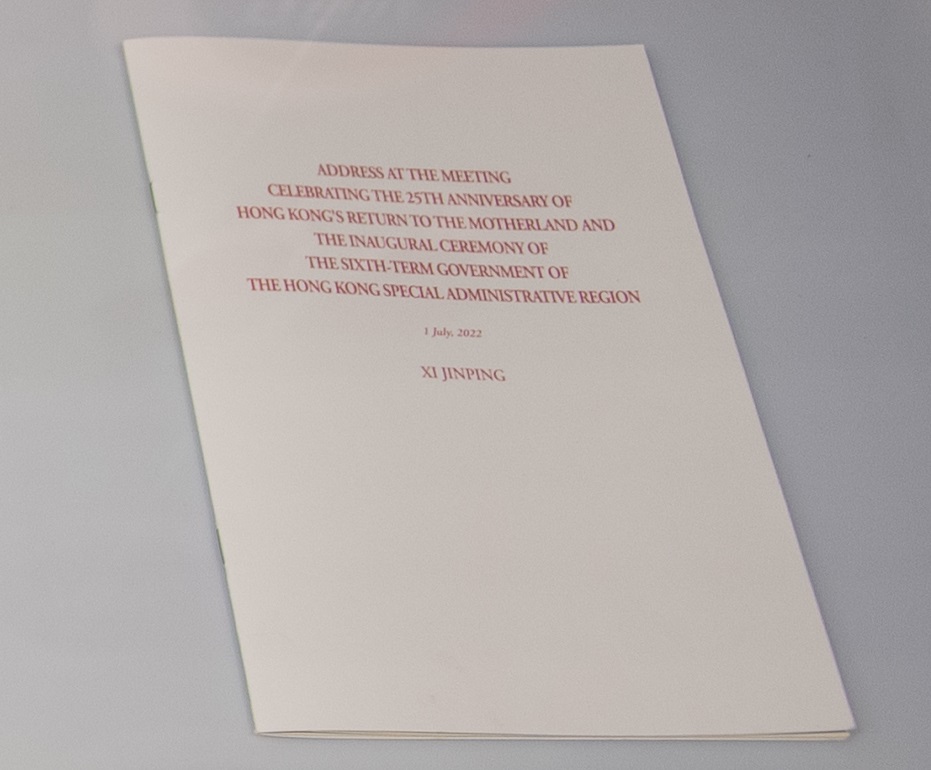 ADDRESS AT THE MEETING
CELEBRATING THE 25TH ANNIVERSARY OF
HONG KONG'S RETURN TO THE MOTHERLAND AND
THE INAUGURAL CEREMONY OF
THE SIXTH-TERM GOVERNMENT OF
THE HONG KONG SPECIAL ADMINISTRATIVE REGION
1 July, 2022
XI JINPING